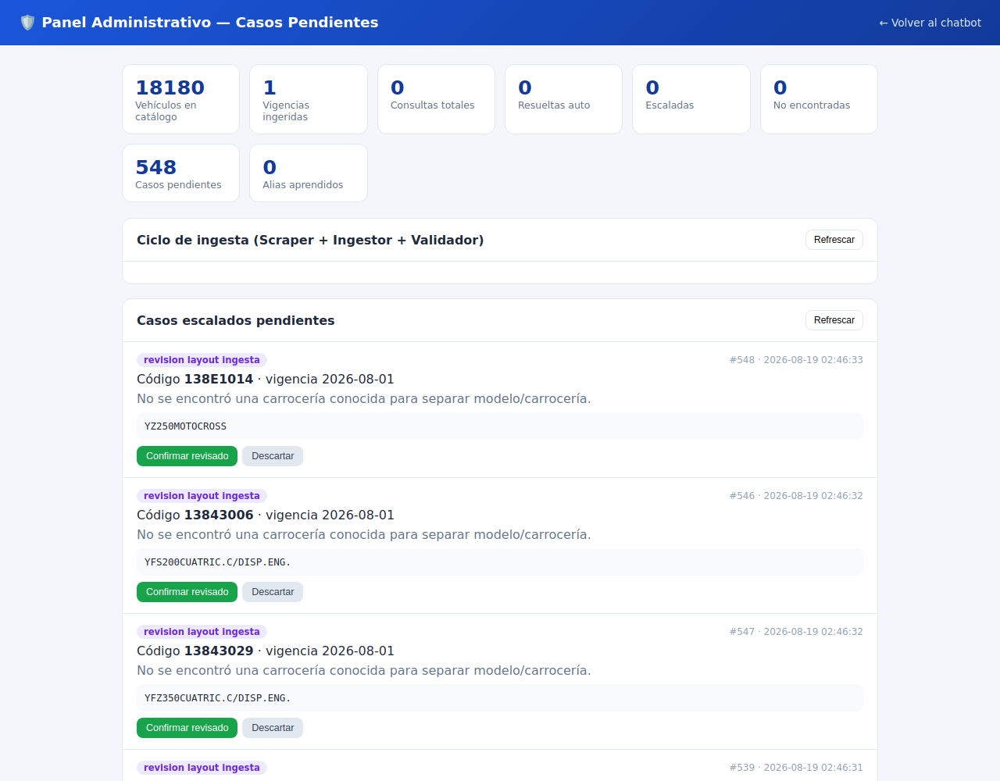 🛡️ Panel Administrativo — Casos Pendientes
← Volver al chatbot
18180
Vehículos en
catálogo
1
Vigencias
ingeridas
0
Consultas totales
0
Resueltas auto
0
Escaladas
0
No encontradas
548
Casos pendientes
0
Alias aprendidos
Ciclo de ingesta (Scraper + Ingestor + Validador)
Refrescar
Casos escalados pendientes
Refrescar
revision layout ingesta
#548 · 2026-08-19 02:46:33
Código 138E1014 · vigencia 2026-08-01
No se encontró una carrocería conocida para separar modelo/carrocería.
YZ250MOTOCROSS
Confirmar revisado
Descartar
revision layout ingesta
#546 · 2026-08-19 02:46:32
Código 13843006 · vigencia 2026-08-01
No se encontró una carrocería conocida para separar modelo/carrocería.
YFS200CUATRIC.C/DISP.ENG.
Confirmar revisado
Descartar
revision layout ingesta
#547 · 2026-08-19 02:46:32
Código 13843029 · vigencia 2026-08-01
No se encontró una carrocería conocida para separar modelo/carrocería.
YFZ350CUATRIC.C/DISP.ENG.
Confirmar revisado
Descartar
revision layout ingesta
#539 · 2026-08-19 02:46:31